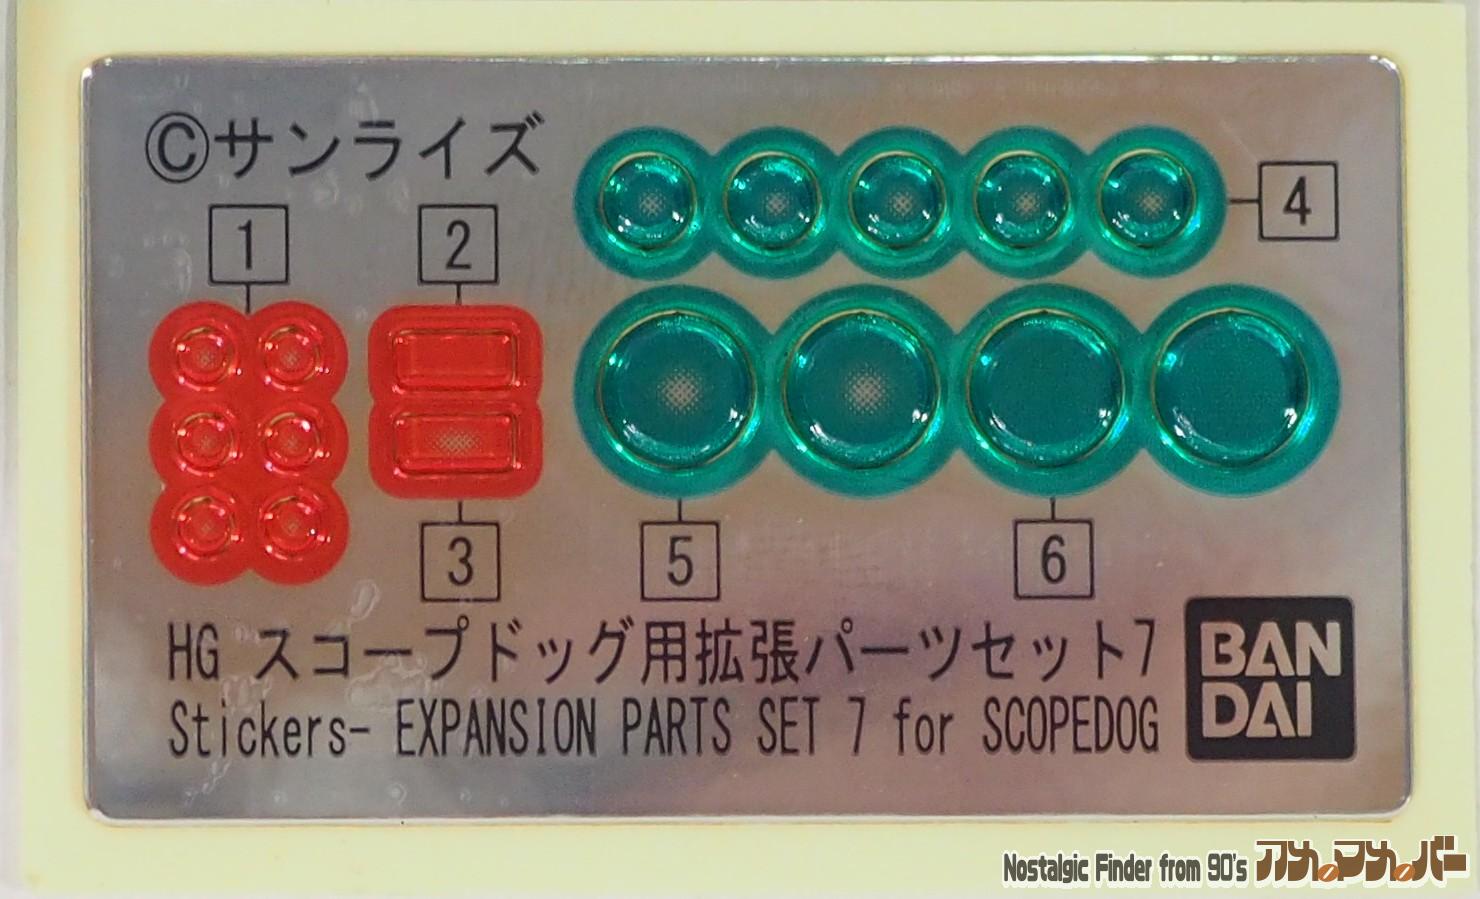 ©サンライズ
1
2
4
3
5
6
HG スコープドッグ用拡張パーツセット7
Stickers- EXPANSION PARTS SET 7 for SCOPEDOG
BAN
DAI
Nostalgic Finder from 90's